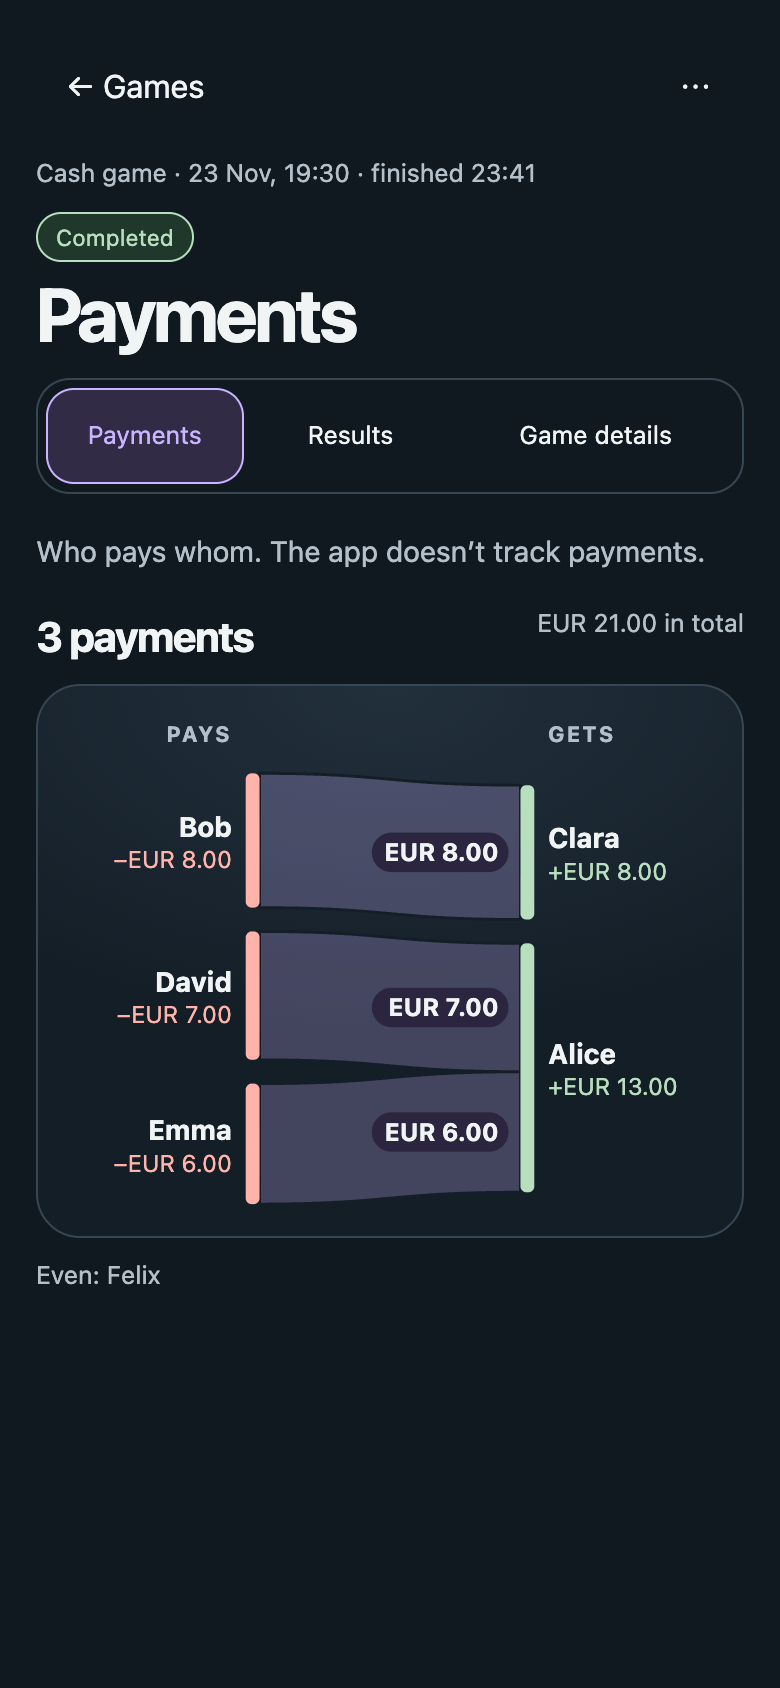 ← Games
...
Cash game · 23 Nov, 19:30 · finished 23:41
Completed
Payments
Payments Results Game details
Who pays whom. The app doesn’t track payments.
3 payments
EUR 21.00 in total
PAYS GETS
Bob
–EUR 8.00
EUR 8.00
Clara
+EUR 8.00
David
–EUR 7.00
EUR 7.00
Alice
+EUR 13.00
Emma
–EUR 6.00
EUR 6.00
Even: Felix